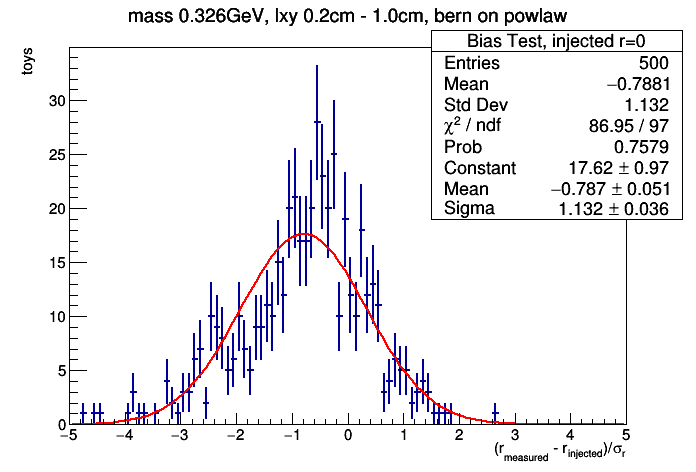 mass 0.326GeV, lxy 0.2cm - 1.0cm, bern on powlaw
Bias Test, injected r=0
Entries 500
Mean −0.7881
Std Dev 1.132
χ² / ndf 86.95 / 97
Prob 0.7579
Constant 17.62 ± 0.97
Mean −0.787 ± 0.051
Sigma 1.132 ± 0.036
toys
30
25
20
15
10
5
0
−5 −4 −3 −2 −1 0 1 2 3 4 5
(r_measured - r_injected)/σ_r